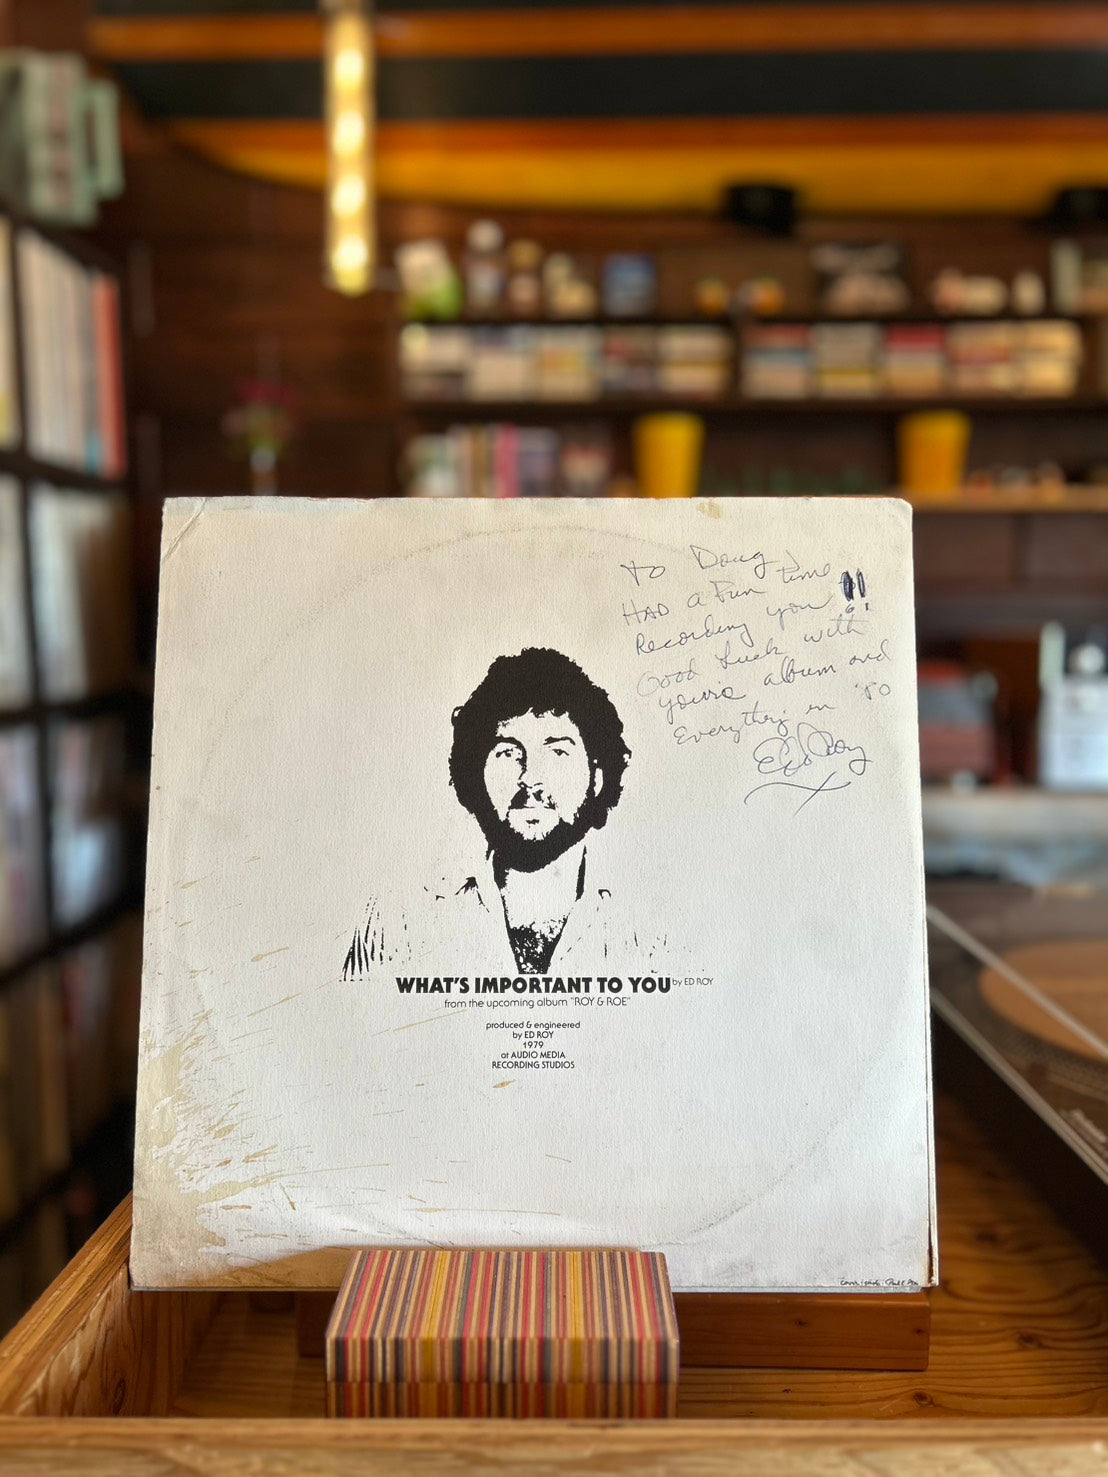 To Doug
HAD a Fun time
Recording you !!
Good Luck with
your album and
Everything in '80
Ed Roy
WHAT'S IMPORTANT TO YOU by ED ROY
from the upcoming album "ROY & ROE"
produced & engineered
by ED ROY
1979
at AUDIO MEDIA
RECORDING STUDIOS